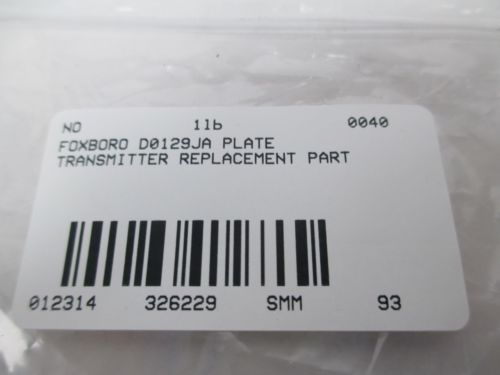 NO 1lb 0040
FOXBORO D0129JA PLATE
TRANSMITTER REPLACEMENT PART
012314 326229 SMM 93